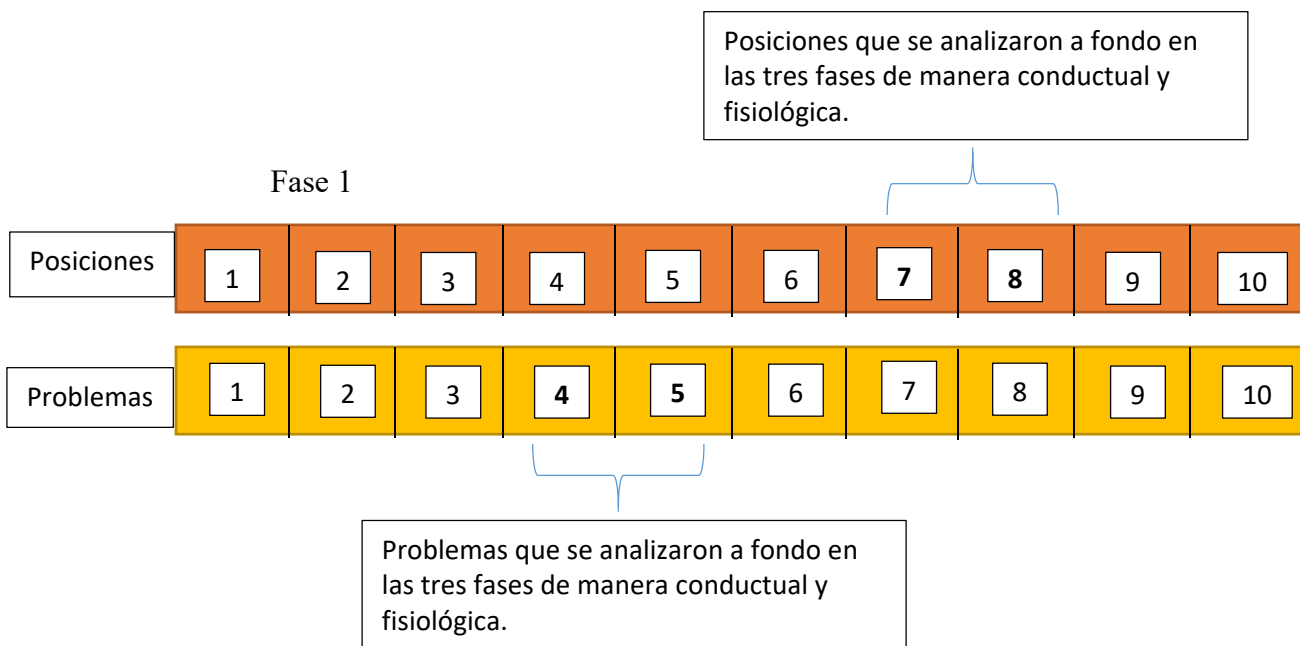 Posiciones que se analizaron a fondo en
las tres fases de manera conductual y
fisiológica.
Fase 1
Posiciones 1 2 3 4 5 6 7 8 9 10
Problemas 1 2 3 4 5 6 7 8 9 10
Problemas que se analizaron a fondo en
las tres fases de manera conductual y
fisiológica.